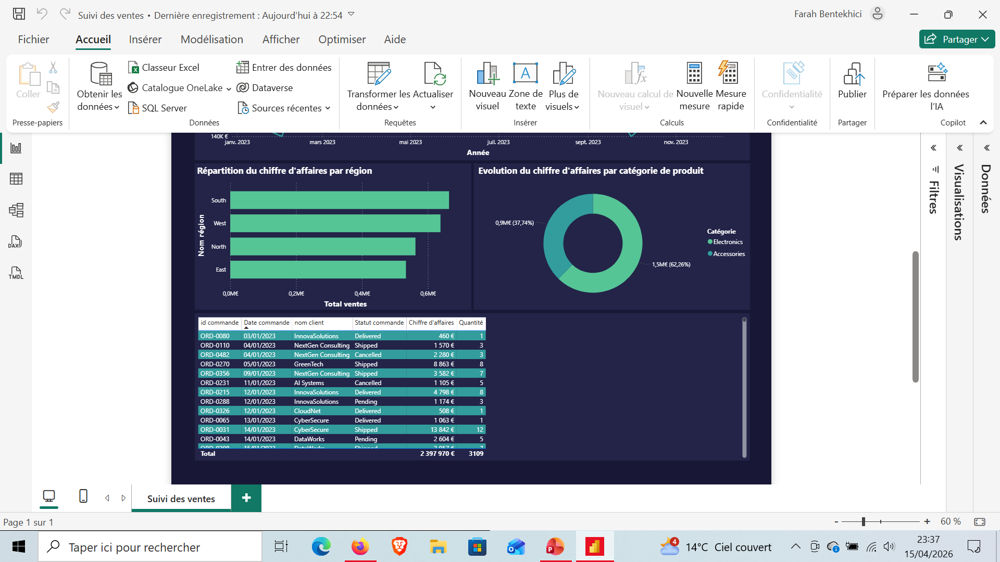 Suivi des ventes • Dernière enregistrement : Aujourd'hui à 22:54
Farah Bentekhici
Fichier Accueil Insérer Modélisation Afficher Optimiser Aide
Partager
Coller
Presse-papiers
Obtenir les données
Classeur Excel
Catalogue OneLake
SQL Server
Entrer des données
Dataverse
Sources récentes
Données
Transformer les données
Actualiser
Requêtes
Nouveau visuel
Zone de texte
Plus de visuels
Insérer
Nouveau calcul de visuel
Nouvelle mesure
Mesure rapide
Calculs
Confidentialité
Confidentialité
Publier
Partager
Préparer les données l'IA
Copilot
DAX
TMDL
140K €
janv. 2023 mars 2023 mai 2023 juil. 2023 sept. 2023 nov. 2023
Année
Répartition du chiffre d'affaires par région
Nom région
South
West
North
East
0,0M€ 0,2M€ 0,4M€ 0,6M€
Total ventes
Evolution du chiffre d'affaires par catégorie de produit
0,9M€ (37,74%)
1,5M€ (62,26%)
Catégorie
Electronics
Accessories
id commande Date commande nom client Statut commande Chiffre d'affaires Quantité
ORD-0080 03/01/2023 InnovaSolutions Delivered 460 € 1
ORD-0110 04/01/2023 NextGen Consulting Shipped 1 570 € 3
ORD-0482 04/01/2023 NextGen Consulting Cancelled 2 280 € 3
ORD-0270 05/01/2023 GreenTech Shipped 8 863 € 8
ORD-0356 09/01/2023 NextGen Consulting Shipped 3 582 € 7
ORD-0231 11/01/2023 AI Systems Cancelled 1 105 € 5
ORD-0215 12/01/2023 InnovaSolutions Delivered 4 798 € 8
ORD-0288 12/01/2023 InnovaSolutions Pending 1 174 € 3
ORD-0326 12/01/2023 CloudNet Delivered 508 € 1
ORD-0065 13/01/2023 CyberSecure Delivered 1 063 € 1
ORD-0031 14/01/2023 CyberSecure Shipped 13 842 € 12
ORD-0043 14/01/2023 DataWorks Pending 2 604 € 5
Total 2 397 970 € 3109
Filtres
Visualisations
Données
Suivi des ventes
Page 1 sur 1
- + 60 %
Taper ici pour rechercher
4
14°C Ciel couvert
23:37
15/04/2026